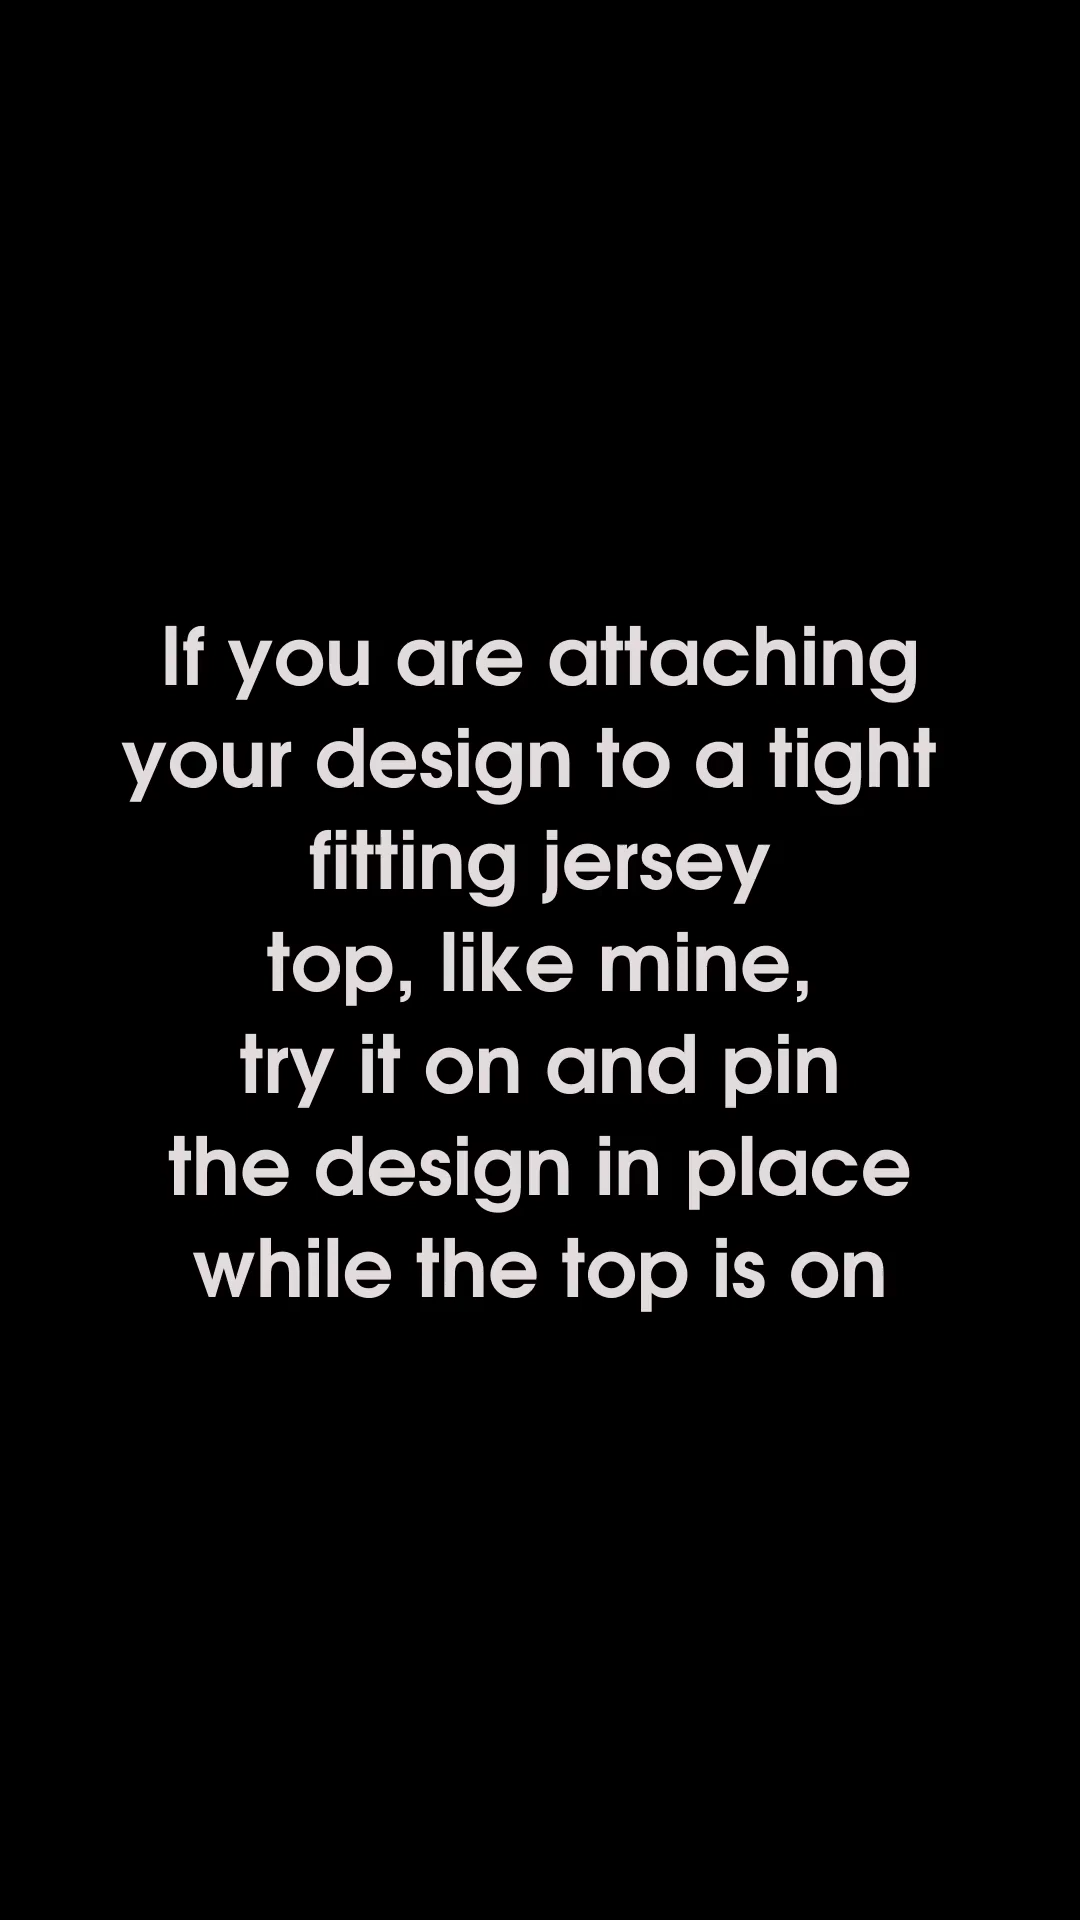 If you are attaching
your design to a tight
fitting jersey
top, like mine,
try it on and pin
the design in place
while the top is on